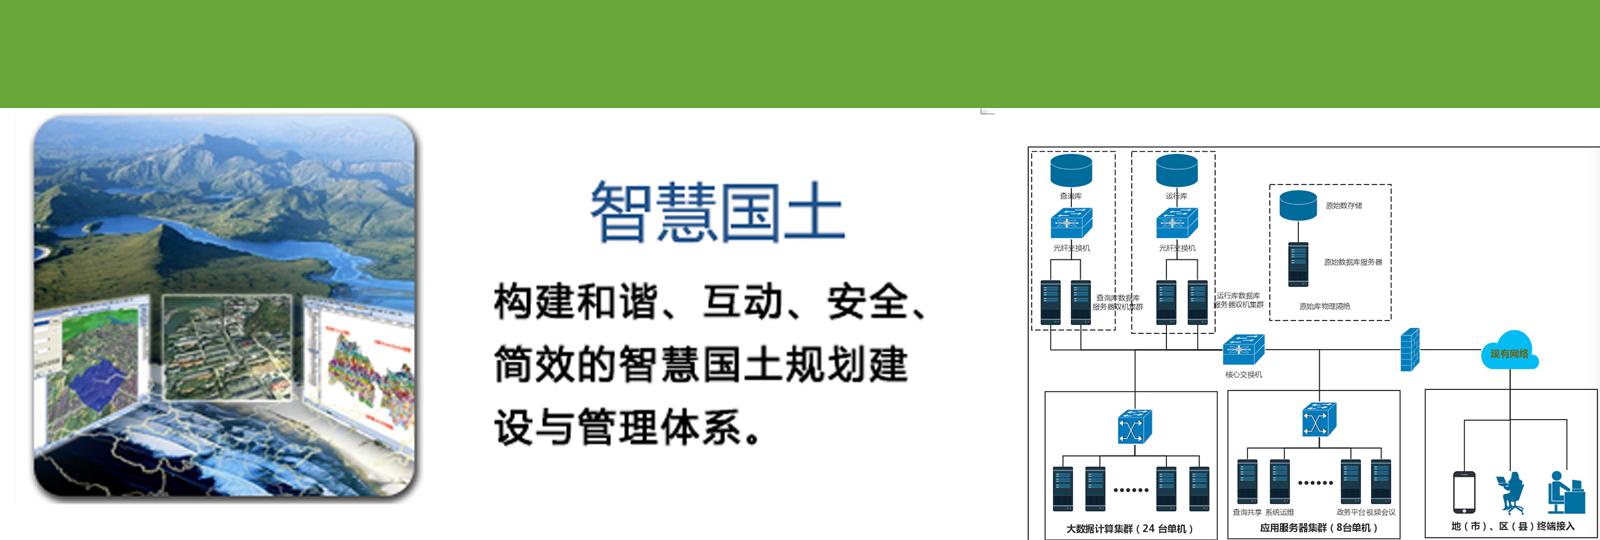 智慧国土
构建和谐、互动、安全、
简效的智慧国土规划建
设与管理体系。
查询库
运行库
原始数存储
光纤交换机
光纤交换机
原始数据库服务器
查询库数据库
服务器双机集群
运行库数据库
服务器双机集群
原始库物理隔绝
核心交换机
现有网络
查询共享
系统运维
政务平台
视频会议
大数据计算集群（24 台单机）
应用服务器集群（8台单机）
地（市）、区（县）终端接入